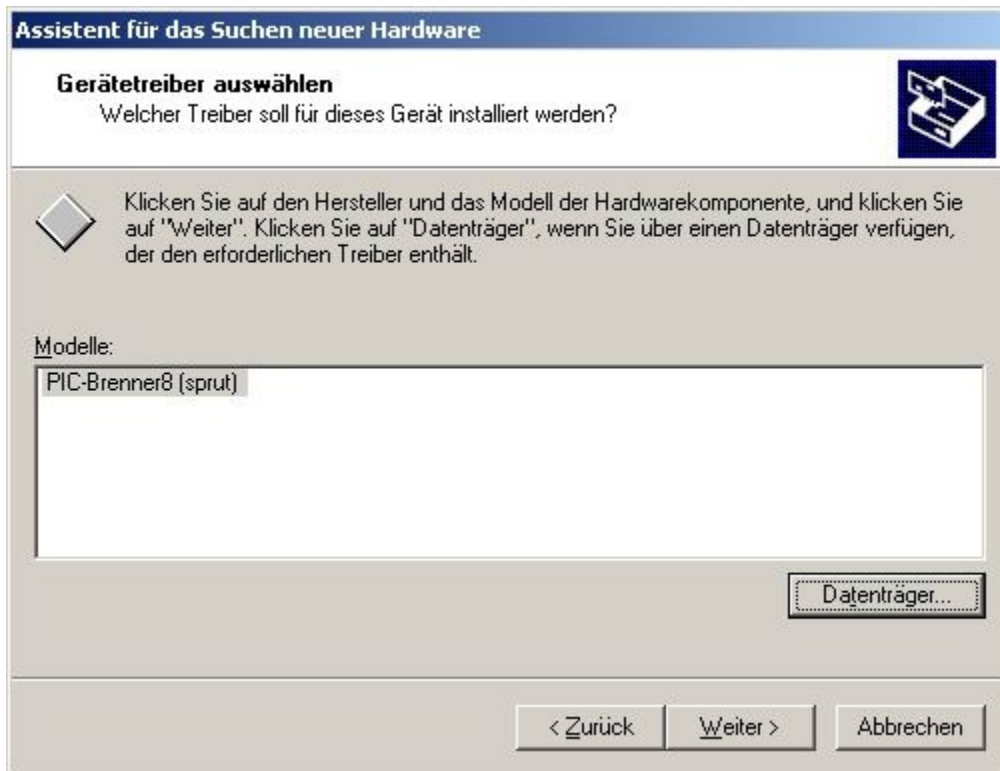 Assistent für das Suchen neuer Hardware
Gerätetreiber auswählen
Welcher Treiber soll für dieses Gerät installiert werden?
Klicken Sie auf den Hersteller und das Modell der Hardwarekomponente, und klicken Sie
auf "Weiter". Klicken Sie auf "Datenträger", wenn Sie über einen Datenträger verfügen,
der den erforderlichen Treiber enthält.
Modelle:
PIC-Brenner8 (sprut)
Datenträger...
< Zurück Weiter > Abbrechen